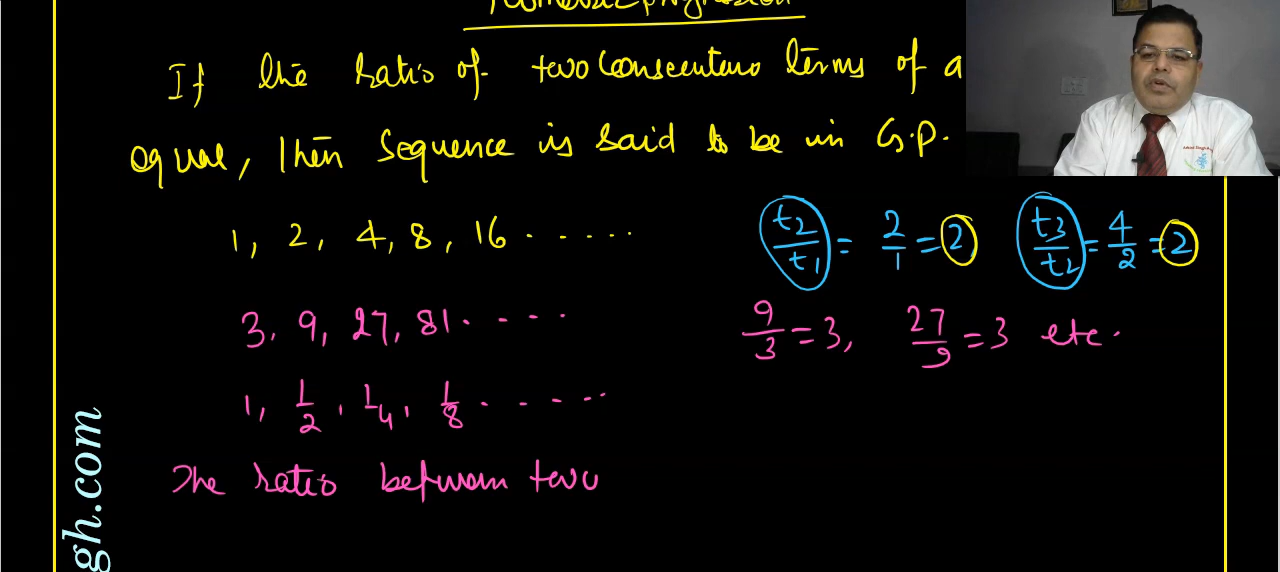 If the ratio of two consecutive terms of a
equal, then sequence is said to be in G.P.
1, 2, 4, 8, 16 . . . . . .
t2/t1 = 2/1 = 2 t3/t2 = 4/2 = 2
3, 9, 27, 81 . . . . .
9/3 = 3, 27/9 = 3 etc.
1, 1/2, 1/4, 1/8 . . . . . .
The ratio between two
gh.com